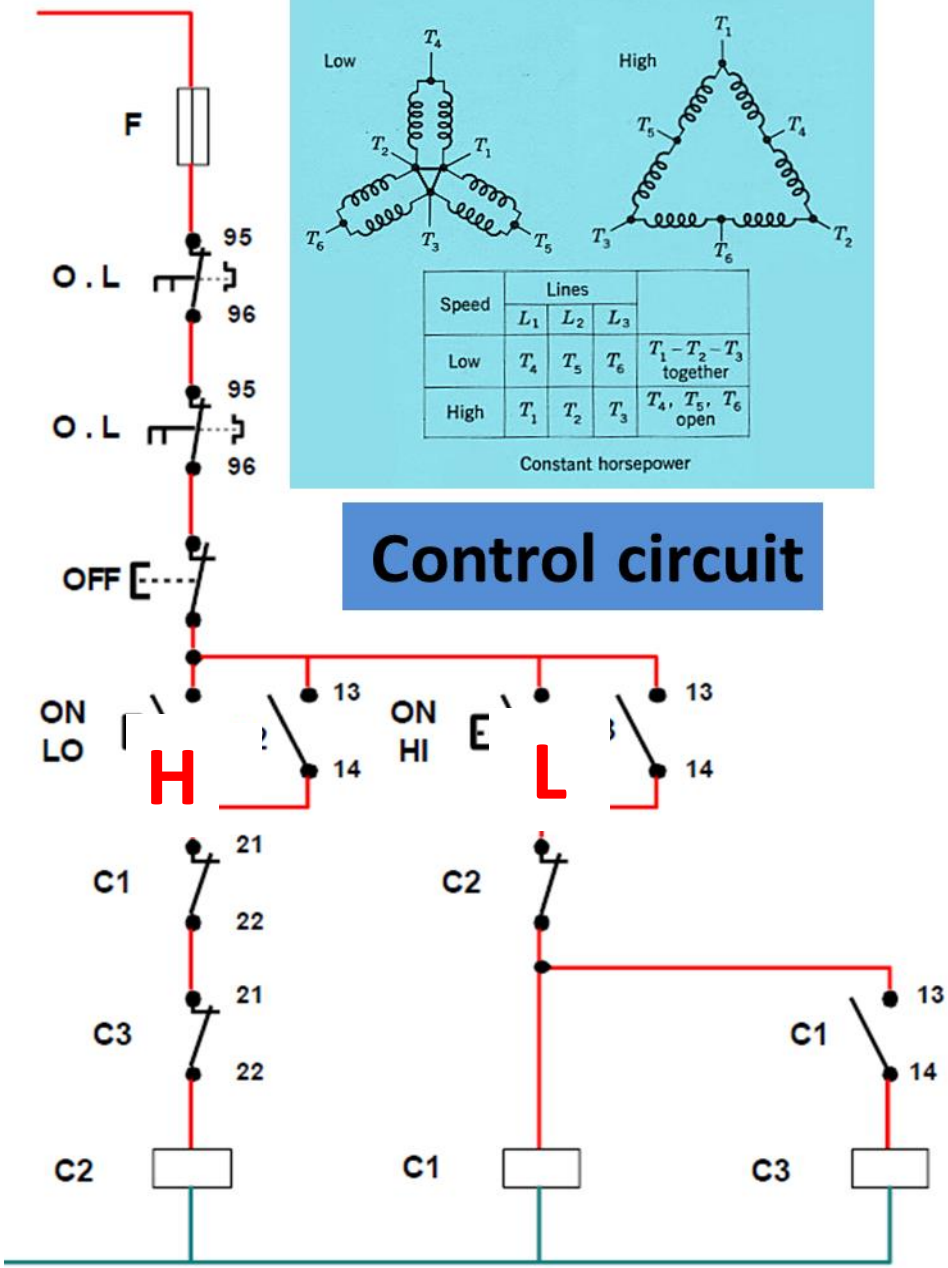 Low
T4
T2
T1
T6
T3
T5
High
T1
T5
T4
T3
T6
T2
Speed Lines
L1 L2 L3
Low T4 T5 T6 T1 – T2 – T3 together
High T1 T2 T3 T4, T5, T6 open
Constant horsepower
Control circuit
F
95
O.L
96
95
O.L
96
OFF
ON LO
H
13
14
ON HI
L
13
14
C1
21
22
C2
C3
21
22
C1
13
14
C2
C1
C3